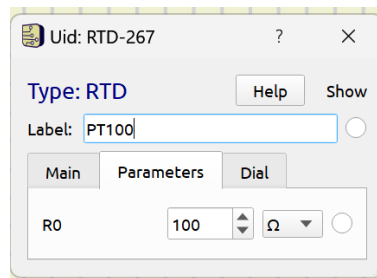 Uid: RTD-267 ?
Type: RTD Help Show
Label: PT100
Main Parameters Dial
R0 100 Ω